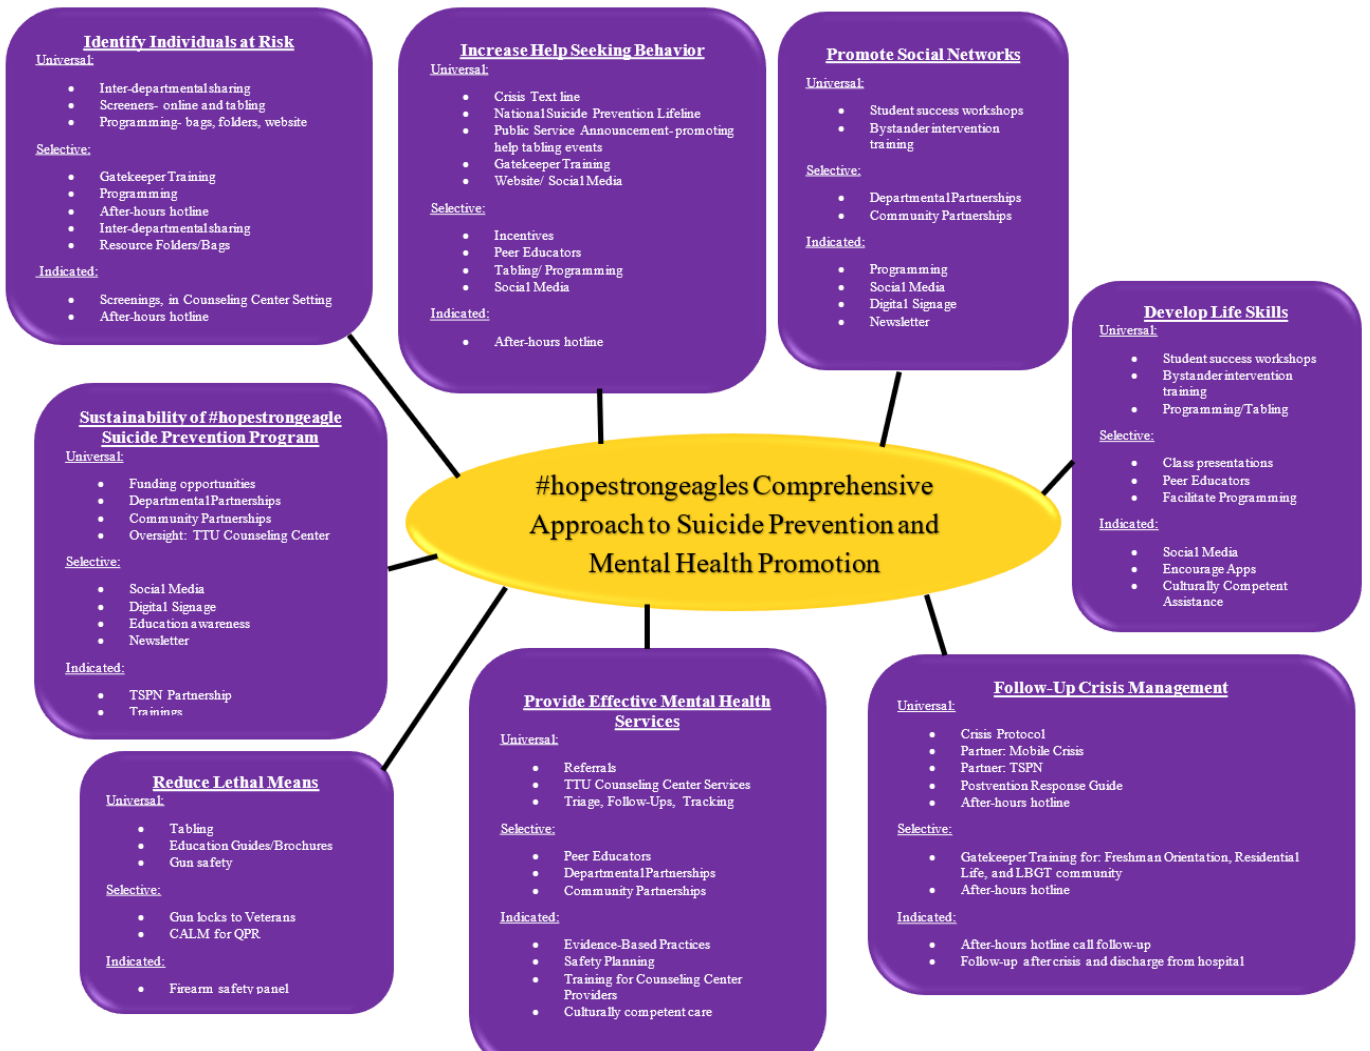 Identify Individuals at Risk
Universal:
Inter-departmental sharing
Screeners- online and tabling
Programming- bags, folders, website
Selective:
Gatekeeper Training
Programming
After-hours hotline
Inter-departmental sharing
Resource Folders/Bags
Indicated:
Screenings, in Counseling Center Setting
After-hours hotline
Increase Help Seeking Behavior
Universal:
Crisis Text line
National Suicide Prevention Lifeline
Public Service Announcement- promoting
help tabling events
Gatekeeper Training
Website/ Social Media
Selective:
Incentives
Peer Educators
Tabling/ Programming
Social Media
Indicated:
After-hours hotline
Promote Social Networks
Universal:
Student success workshops
Bystander intervention
training
Selective:
Departmental Partnerships
Community Partnerships
Indicated:
Programming
Social Media
Digital Signage
Newsletter
Develop Life Skills
Universal:
Student success workshops
Bystander intervention
training
Programming/Tabling
Selective:
Class presentations
Peer Educators
Facilitate Programming
Indicated:
Social Media
Encourage Apps
Culturally Competent
Assistance
Sustainability of #hopestrongeagle
Suicide Prevention Program
Universal:
Funding opportunities
Departmental Partnerships
Community Partnerships
Oversight: TTU Counseling Center
Selective:
Social Media
Digital Signage
Education awareness
Newsletter
Indicated:
TSPN Partnership
Trainings
#hopestrongeagles Comprehensive
Approach to Suicide Prevention and
Mental Health Promotion
Reduce Lethal Means
Universal:
Tabling
Education Guides/Brochures
Gun safety
Selective:
Gun locks to Veterans
CALM for QPR
Indicated:
Firearm safety panel
Provide Effective Mental Health
Services
Universal:
Referrals
TTU Counseling Center Services
Triage, Follow-Ups, Tracking
Selective:
Peer Educators
Departmental Partnerships
Community Partnerships
Indicated:
Evidence-Based Practices
Safety Planning
Training for Counseling Center
Providers
Culturally competent care
Follow-Up Crisis Management
Universal:
Crisis Protocol
Partner: Mobile Crisis
Partner: TSPN
Postvention Response Guide
After-hours hotline
Selective:
Gatekeeper Training for: Freshman Orientation, Residential
Life, and LBGT community
After-hours hotline
Indicated:
After-hours hotline call follow-up
Follow-up after crisis and discharge from hospital